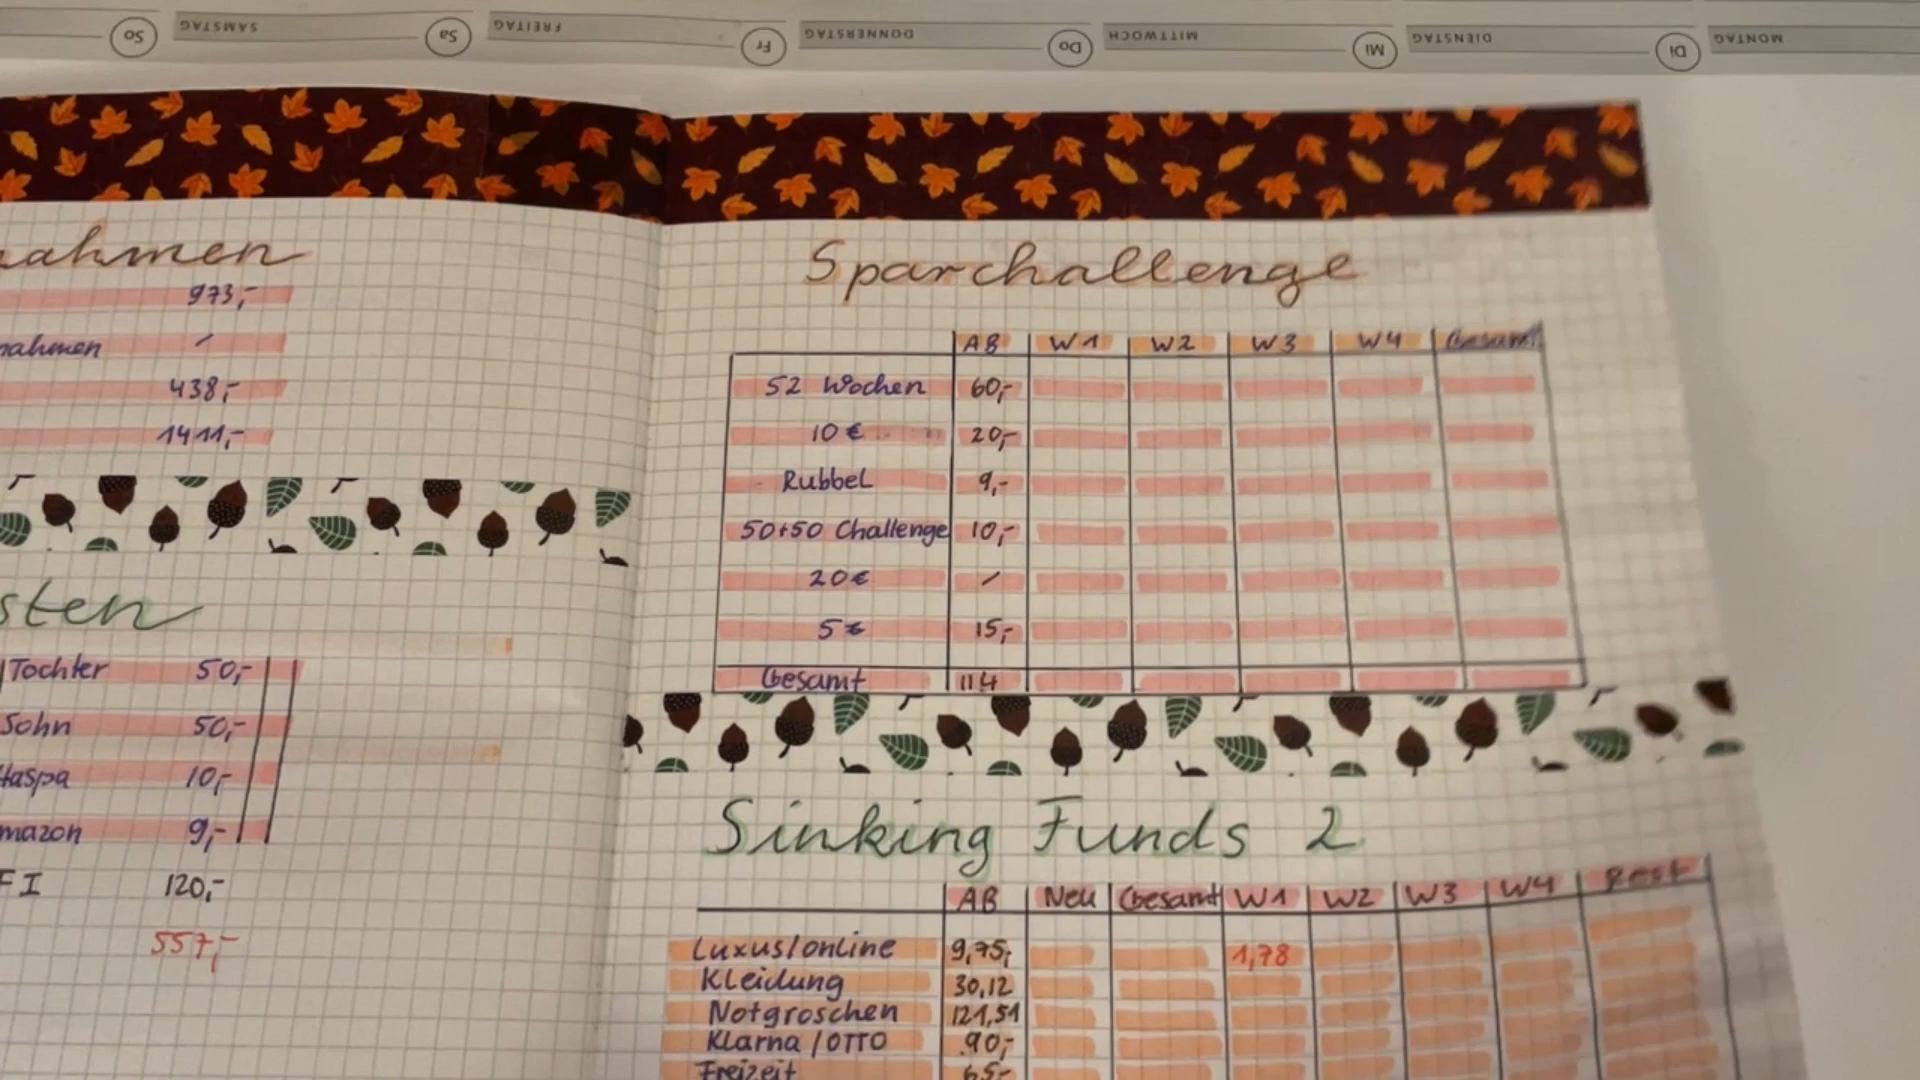 So SAMSTAG Sa FREITAG Fr DONNERSTAG Do MITTWOCH Mi DIENSTAG Di MONTAG
nahmen
973,-
nahmen /
438,-
1411,-
sten
Tochter 50,-
Sohn 50,-
Haspa 10,-
mazon 9,-
FI 120,-
557,-
Sparchallenge
AB W1 W2 W3 W4 Gesamt
52 Wochen 60,-
10 € 20,-
Rubbel 9,-
50+50 Challenge 10,-
20€ /
5€ 15,-
Gesamt 114
Sinking Funds 2
AB Neu Gesamt W1 W2 W3 W4 Rest
Luxus/online 9,75,- 1,78
Kleidung 30,12
Notgroschen 121,51
Klarna /OTTO 90,-
Freizeit 65,-